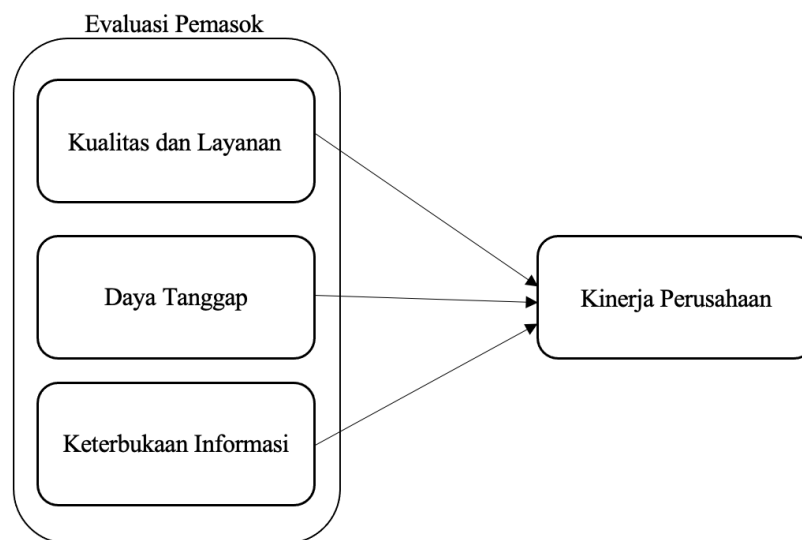 Evaluasi Pemasok
Kualitas dan Layanan
Daya Tanggap
Kinerja Perusahaan
Keterbukaan Informasi